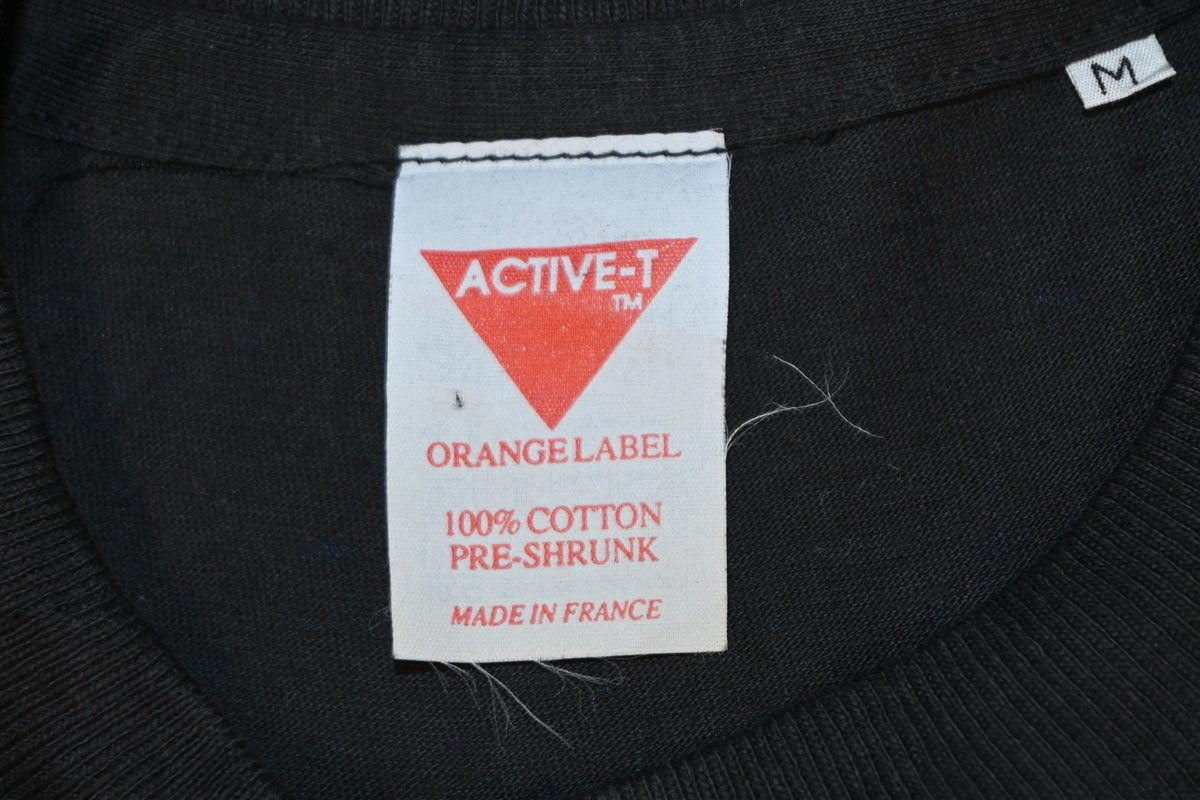 M
ACTIVE-T
TM
ORANGE LABEL
100% COTTON
PRE-SHRUNK
MADE IN FRANCE